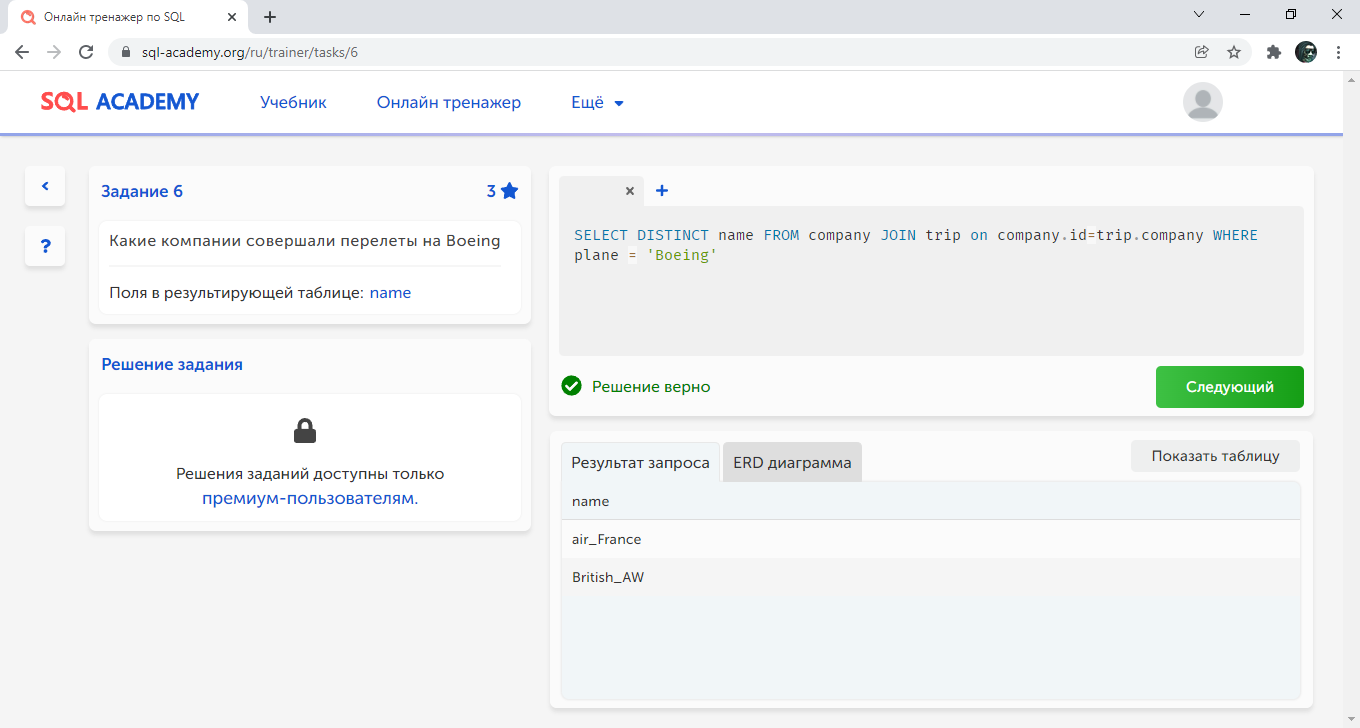 Онлайн тренажер по SQL
sql-academy.org/ru/trainer/tasks/6
SQL ACADEMY
Учебник
Онлайн тренажер
Ещё
Задание 6
3
Какие компании совершали перелеты на Boeing
Поля в результирующей таблице: name
Решение задания
Решения заданий доступны только
премиум-пользователям.
SELECT DISTINCT name FROM company JOIN trip on company.id=trip.company WHERE
plane = 'Boeing'
Решение верно
Следующий
Результат запроса
ERD диаграмма
Показать таблицу
name
air_France
British_AW